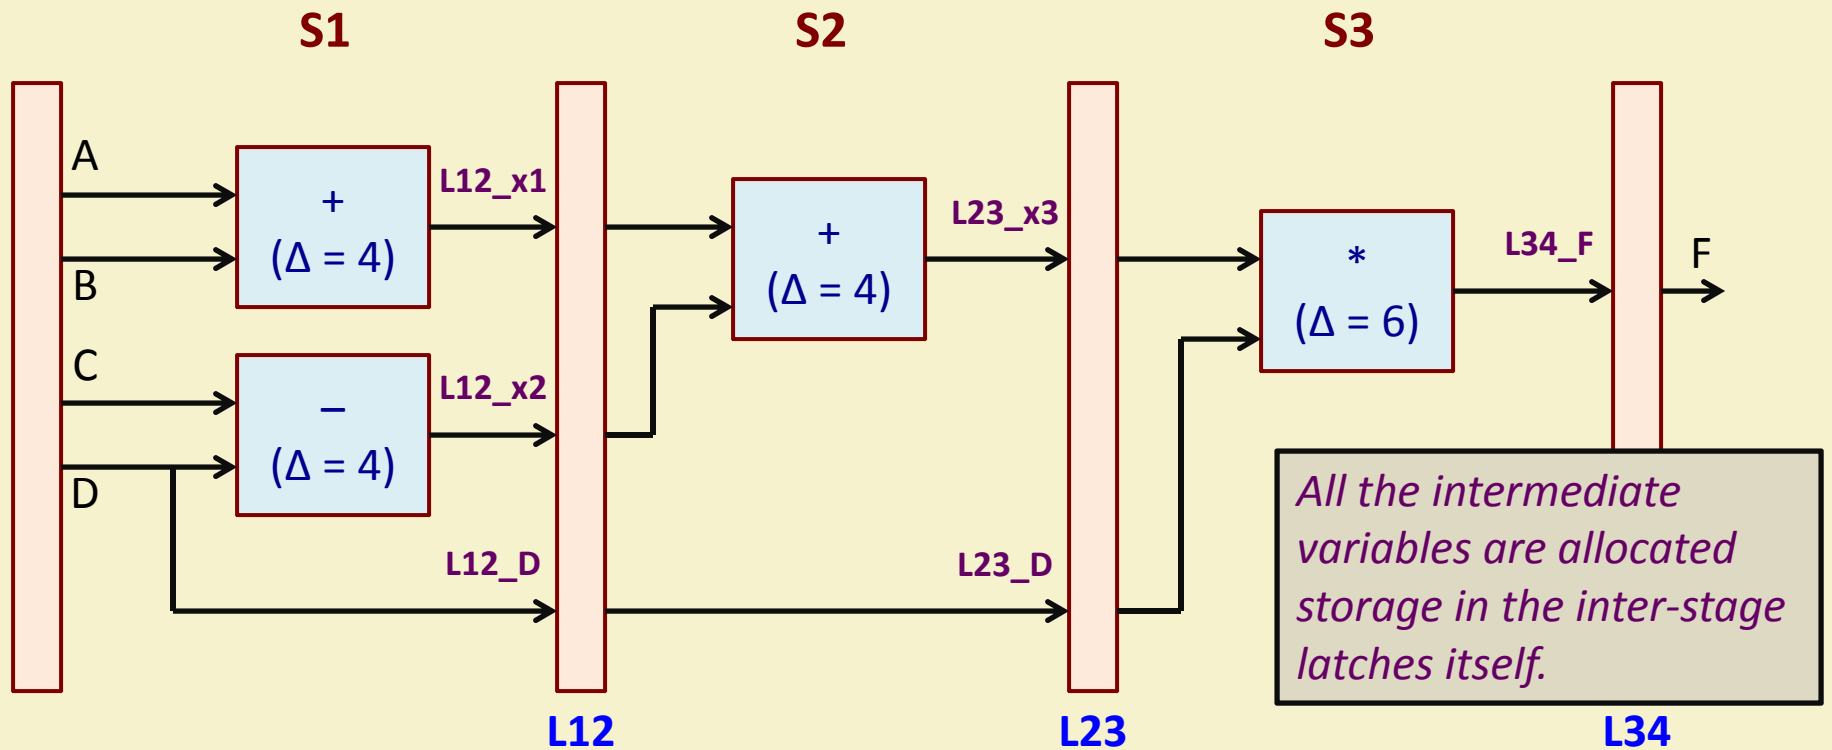 S1
S2
S3
A
B
C
D
+
(Δ = 4)
–
(Δ = 4)
L12_x1
L12_x2
L12_D
+
(Δ = 4)
L23_x3
L23_D
*
(Δ = 6)
L34_F
F
All the intermediate
variables are allocated
storage in the inter-stage
latches itself.
L12
L23
L34